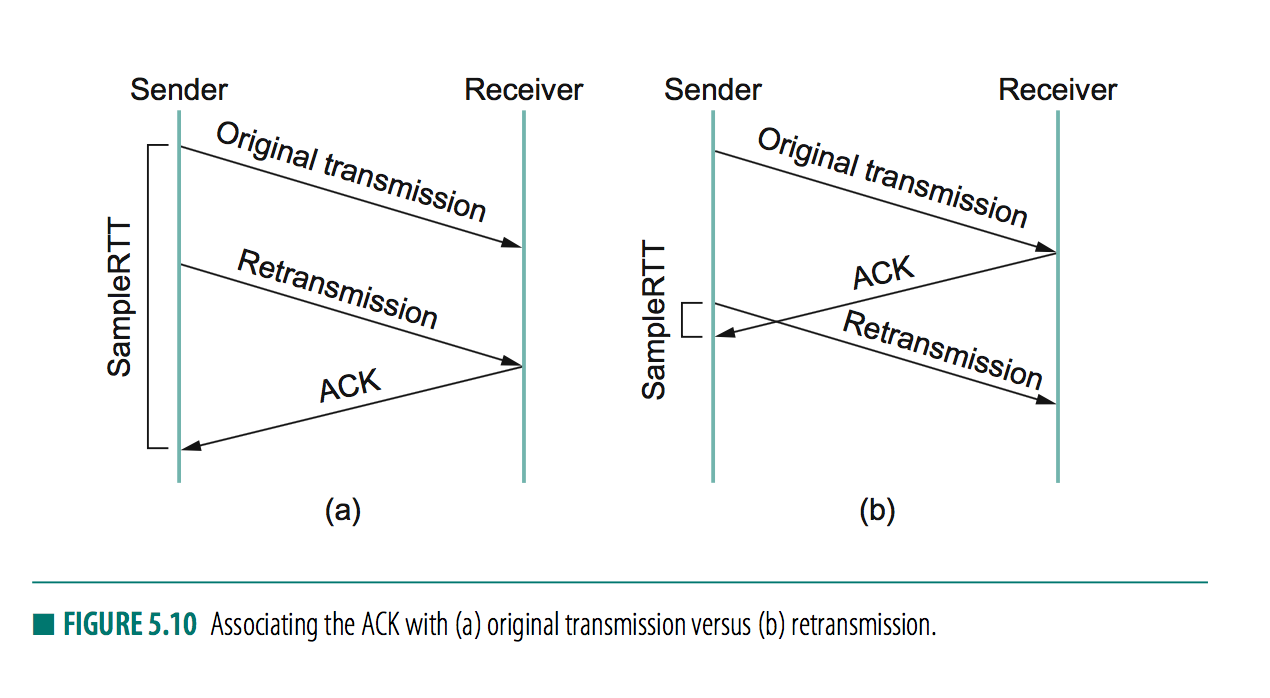 Sender
Receiver
Original transmission
Retransmission
ACK
SampleRTT
(a)
Sender
Receiver
Original transmission
ACK
Retransmission
SampleRTT
(b)
FIGURE 5.10 Associating the ACK with (a) original transmission versus (b) retransmission.